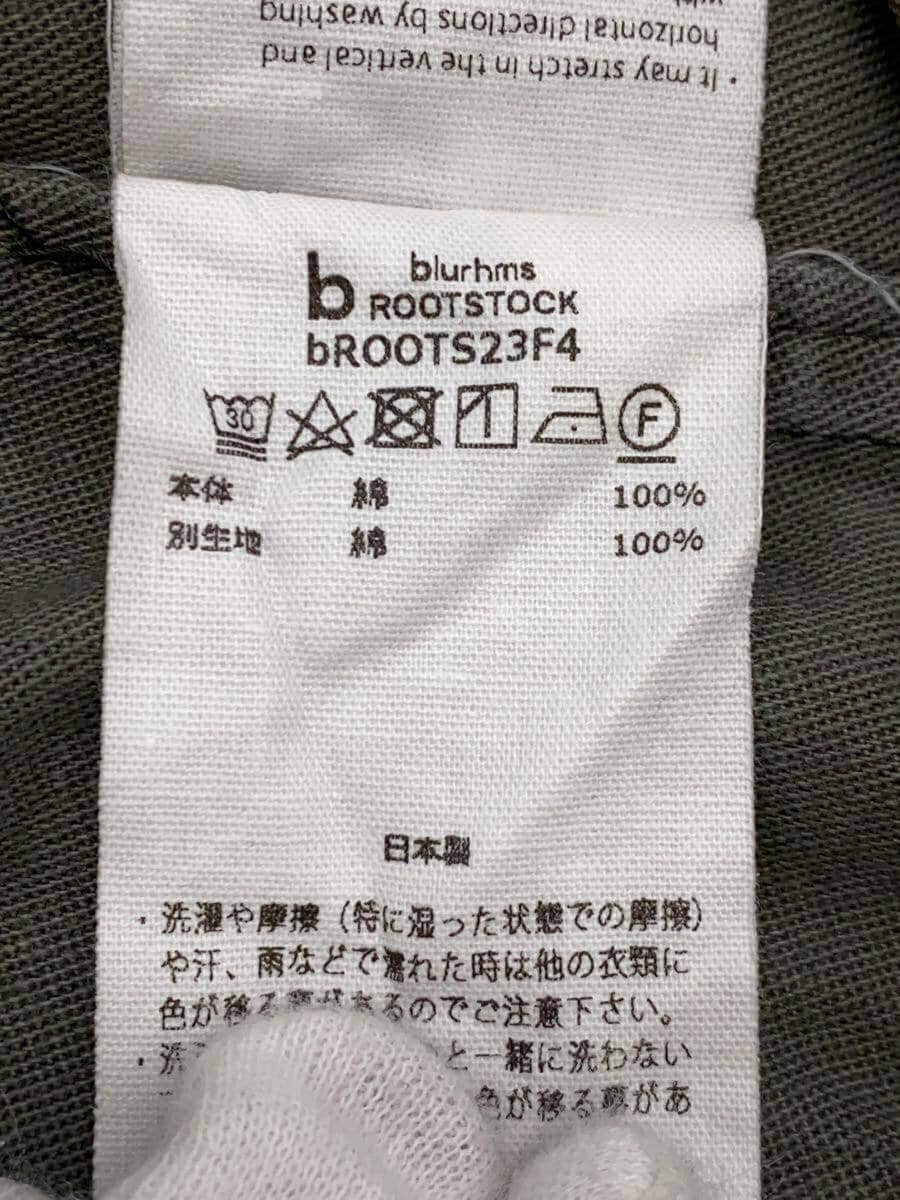 · It may stretch in the vertical and
horizontal directions by washing
b blurhms
ROOTSTOCK
bROOTS23F4
30 F
本体 綿 100%
別生地 綿 100%
日本製
・洗濯や摩擦（特に湿った状態での摩擦）
や汗、雨などで濡れた時は他の衣類に
色が移る事があるのでご注意下さい。
・洗 と一緒に洗わない
色が移る事があ